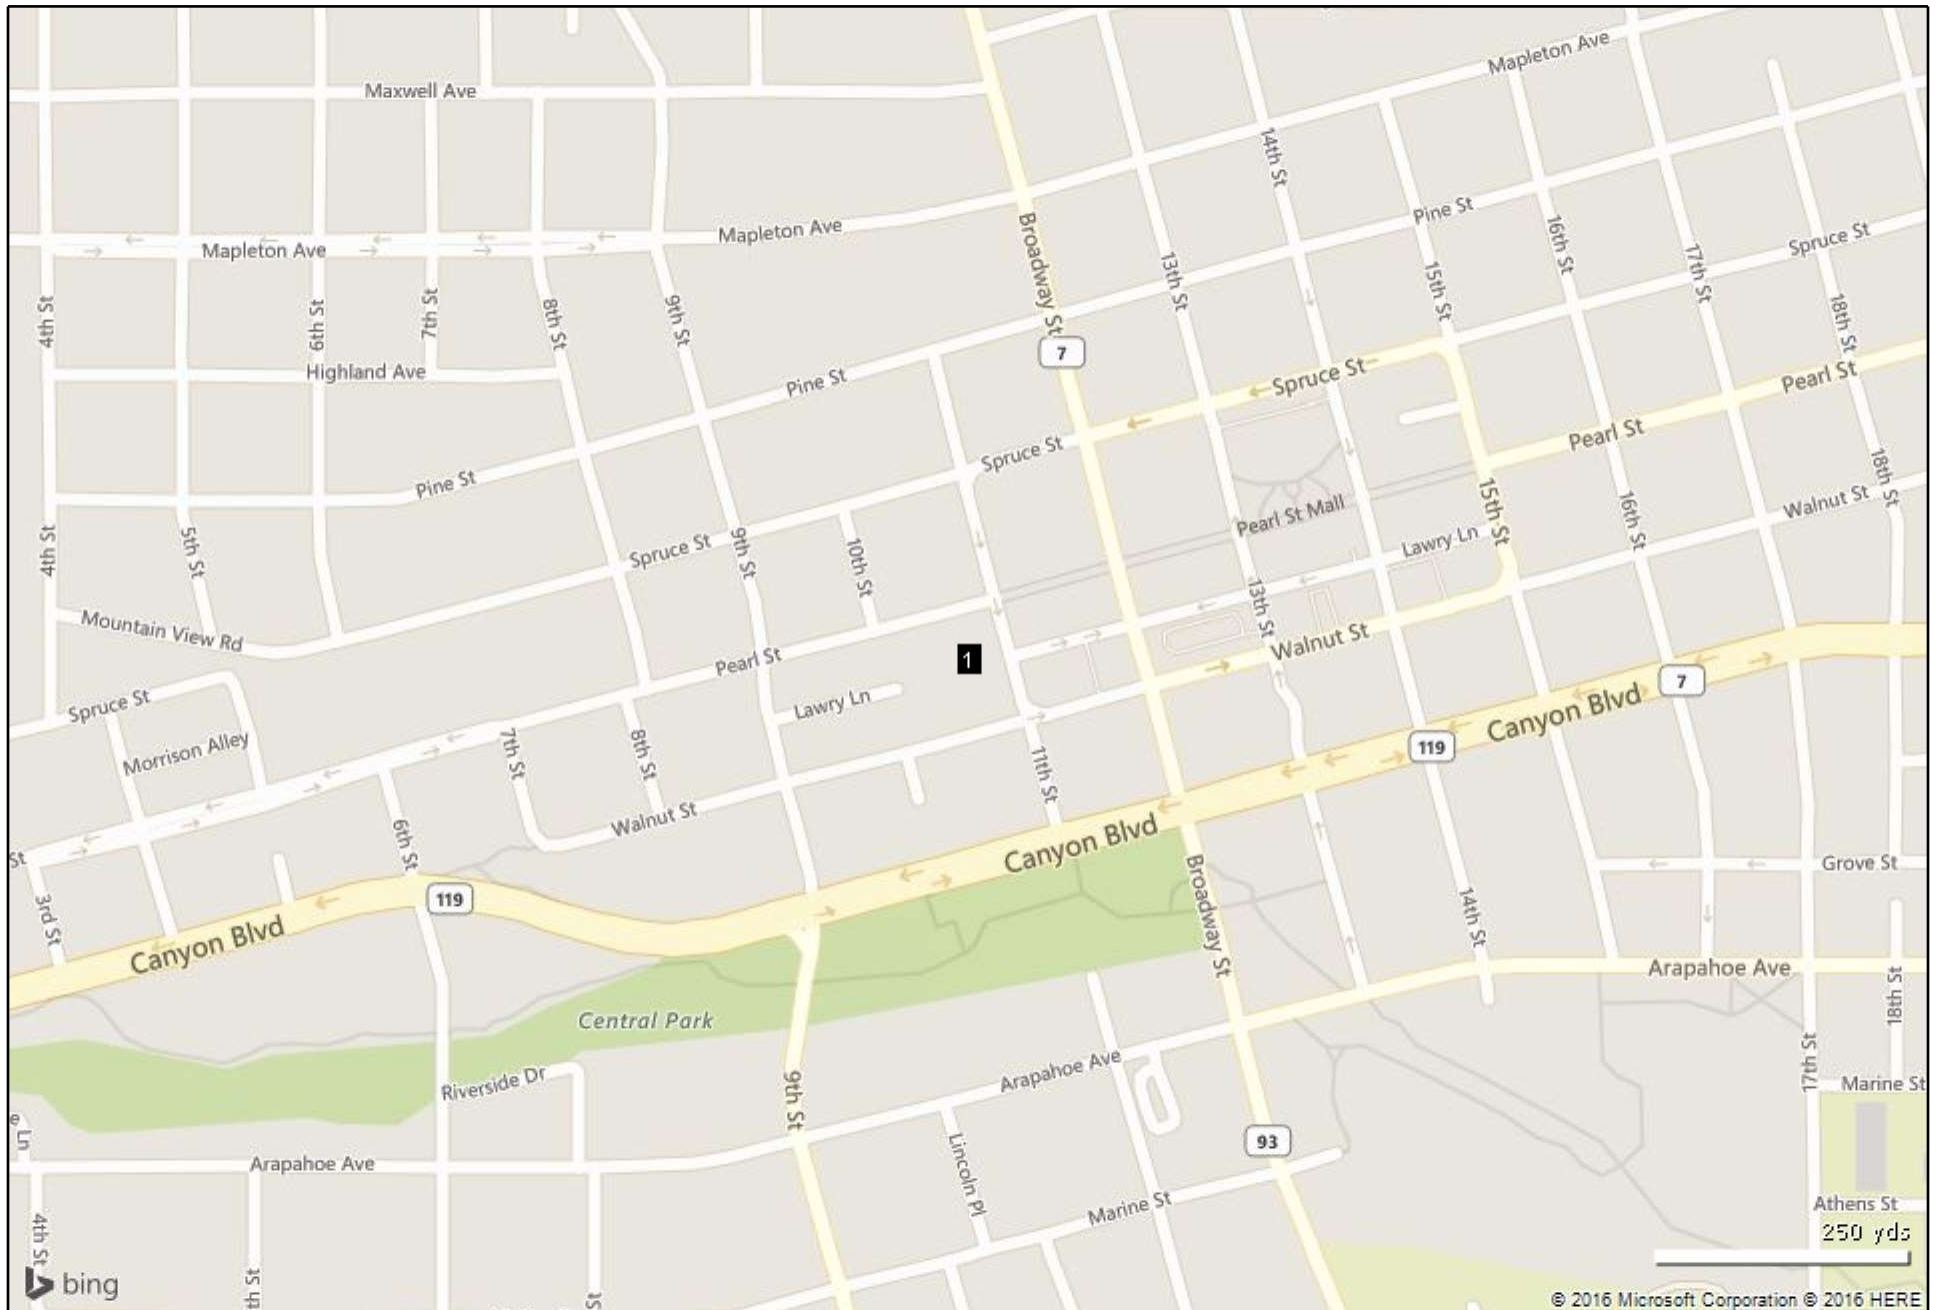 Mapleton Ave
Maxwell Ave
14th St
Pine St
Mapleton Ave
Broadway St
16th St
Spruce St
Mapleton Ave
13th St
15th St
17th St
4th St
6th St
7th St
8th St
9th St
18th St
7
Highland Ave
Pine St
Spruce St
Pearl St
Pine St
Spruce St
Pearl St
18th St
15th St
16th St
Walnut St
Pearl St Mall
4th St
5th St
Spruce St
9th St
10th St
Lawry Ln
13th St
Mountain View Rd
Walnut St
Pearl St
1
7
Spruce St
Lawry Ln
Canyon Blvd
Morrison Alley
7th St
8th St
11th St
119
Walnut St
6th St
Canyon Blvd
St
Grove St
119
3rd St
Broadway St
14th St
Canyon Blvd
Arapahoe Ave
18th St
Central Park
Arapahoe Ave
17th St
Riverside Dr
Marine St
9th St
e Ln
93
Arapahoe Ave
Lincoln Pl
Marine St
Athens St
4th St
250 yds
bing
© 2016 Microsoft Corporation © 2016 HERE